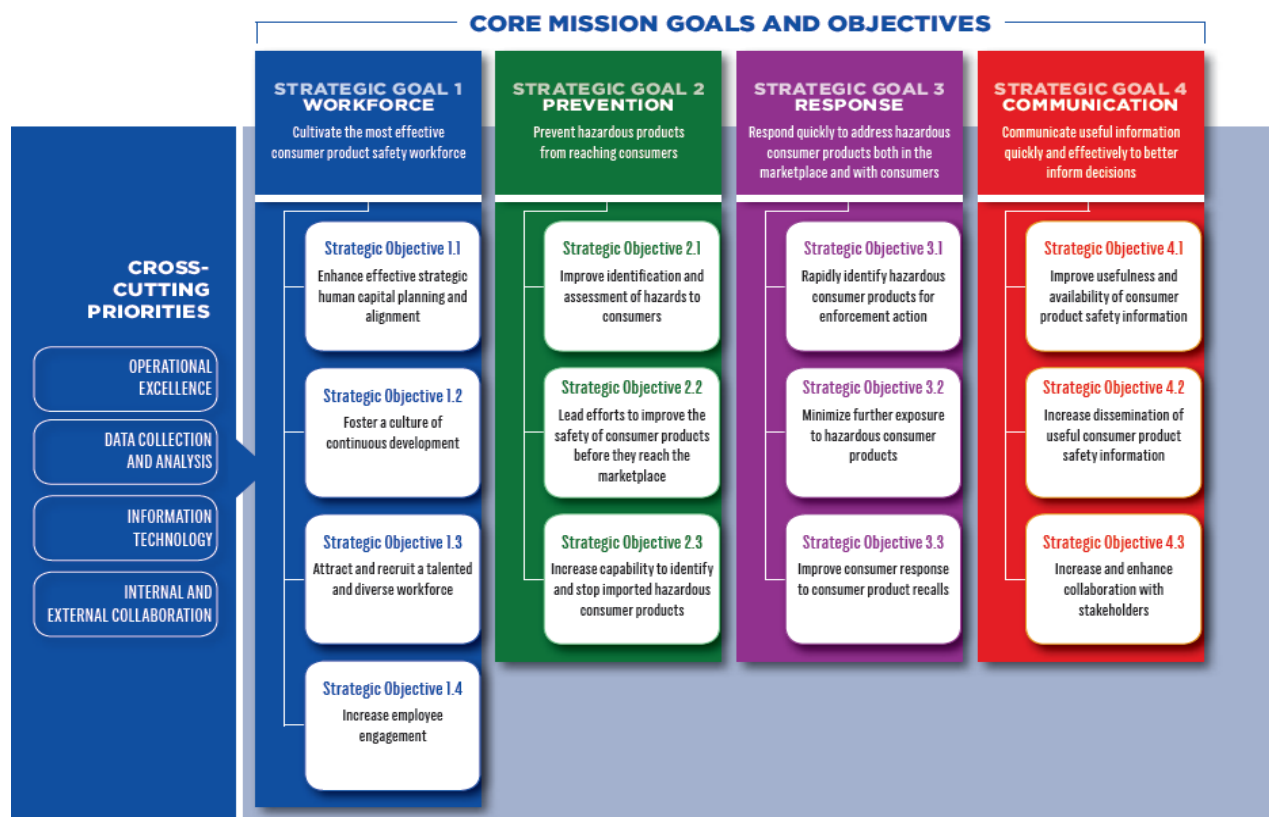 CORE MISSION GOALS AND OBJECTIVES
STRATEGIC GOAL 1
WORKFORCE
Cultivate the most effective
consumer product safety workforce
STRATEGIC GOAL 2
PREVENTION
Prevent hazardous products
from reaching consumers
STRATEGIC GOAL 3
RESPONSE
Respond quickly to address hazardous
consumer products both in the
marketplace and with consumers
STRATEGIC GOAL 4
COMMUNICATION
Communicate useful information
quickly and effectively to better
inform decisions
CROSS-
CUTTING
PRIORITIES
OPERATIONAL
EXCELLENCE
DATA COLLECTION
AND ANALYSIS
INFORMATION
TECHNOLOGY
INTERNAL AND
EXTERNAL COLLABORATION
Strategic Objective 1.1
Enhance effective strategic
human capital planning and
alignment
Strategic Objective 1.2
Foster a culture of
continuous development
Strategic Objective 1.3
Attract and recruit a talented
and diverse workforce
Strategic Objective 1.4
Increase employee
engagement
Strategic Objective 2.1
Improve identification and
assessment of hazards to
consumers
Strategic Objective 2.2
Lead efforts to improve the
safety of consumer products
before they reach the
marketplace
Strategic Objective 2.3
Increase capability to identify
and stop imported hazardous
consumer products
Strategic Objective 3.1
Rapidly identify hazardous
consumer products for
enforcement action
Strategic Objective 3.2
Minimize further exposure
to hazardous consumer
products
Strategic Objective 3.3
Improve consumer response
to consumer product recalls
Strategic Objective 4.1
Improve usefulness and
availability of consumer
product safety information
Strategic Objective 4.2
Increase dissemination of
useful consumer product
safety information
Strategic Objective 4.3
Increase and enhance
collaboration with
stakeholders